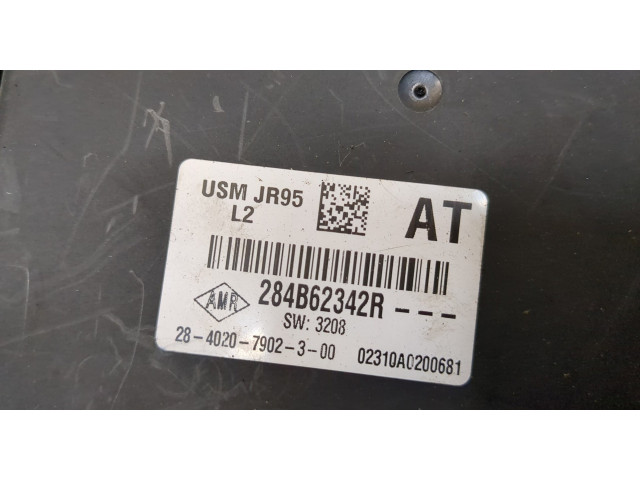 USM JR95
L2
AT
AMR
284B62342R - - -
SW: 3208
28-4020-7902-3-00
02310A0200681